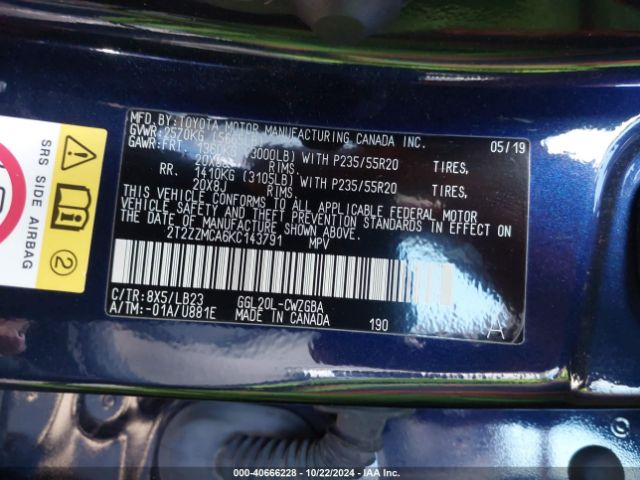 MFD.BY:TOYOTA MOTOR MANUFACTURING CANADA INC. 05/19
GVWR:2570KG
GAWR:FRT. 1360KG (3000LB) WITH P235/55R20 TIRES,
20X8J RIMS
RR. 1410KG (3105LB) WITH P235/55R20 TIRES,
20X8J RIMS
THIS VEHICLE CONFORMS TO ALL APPLICABLE FEDERAL MOTOR
VEHICLE SAFETY AND THEFT PREVENTION STANDARDS IN EFFECT ON
THE DATE OF MANUFACTURE SHOWN ABOVE.
2T2ZZMCA6KC143791 MPV
C/TR:8X5/LB23 GGL20L-CWZGBA
A/TM:-01A/U881E MADE IN CANADA 190 A
SRS SIDE AIRBAG
2
000-40666228 - 10/22/2024 - IAA